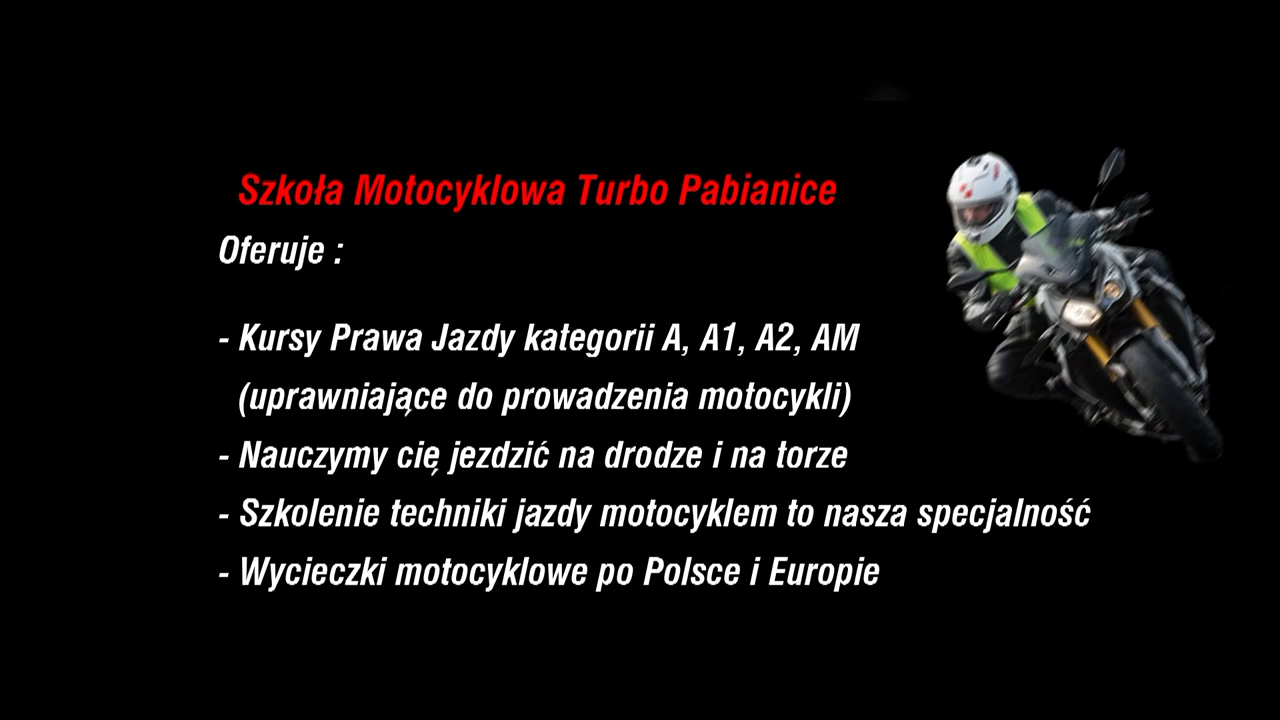 Szkoła Motocyklowa Turbo Pabianice
Oferuje :
- Kursy Prawa Jazdy kategorii A, A1, A2, AM
(uprawniające do prowadzenia motocykli)
- Nauczymy cię jezdzić na drodze i na torze
- Szkolenie techniki jazdy motocyklem to nasza specjalność
- Wycieczki motocyklowe po Polsce i Europie